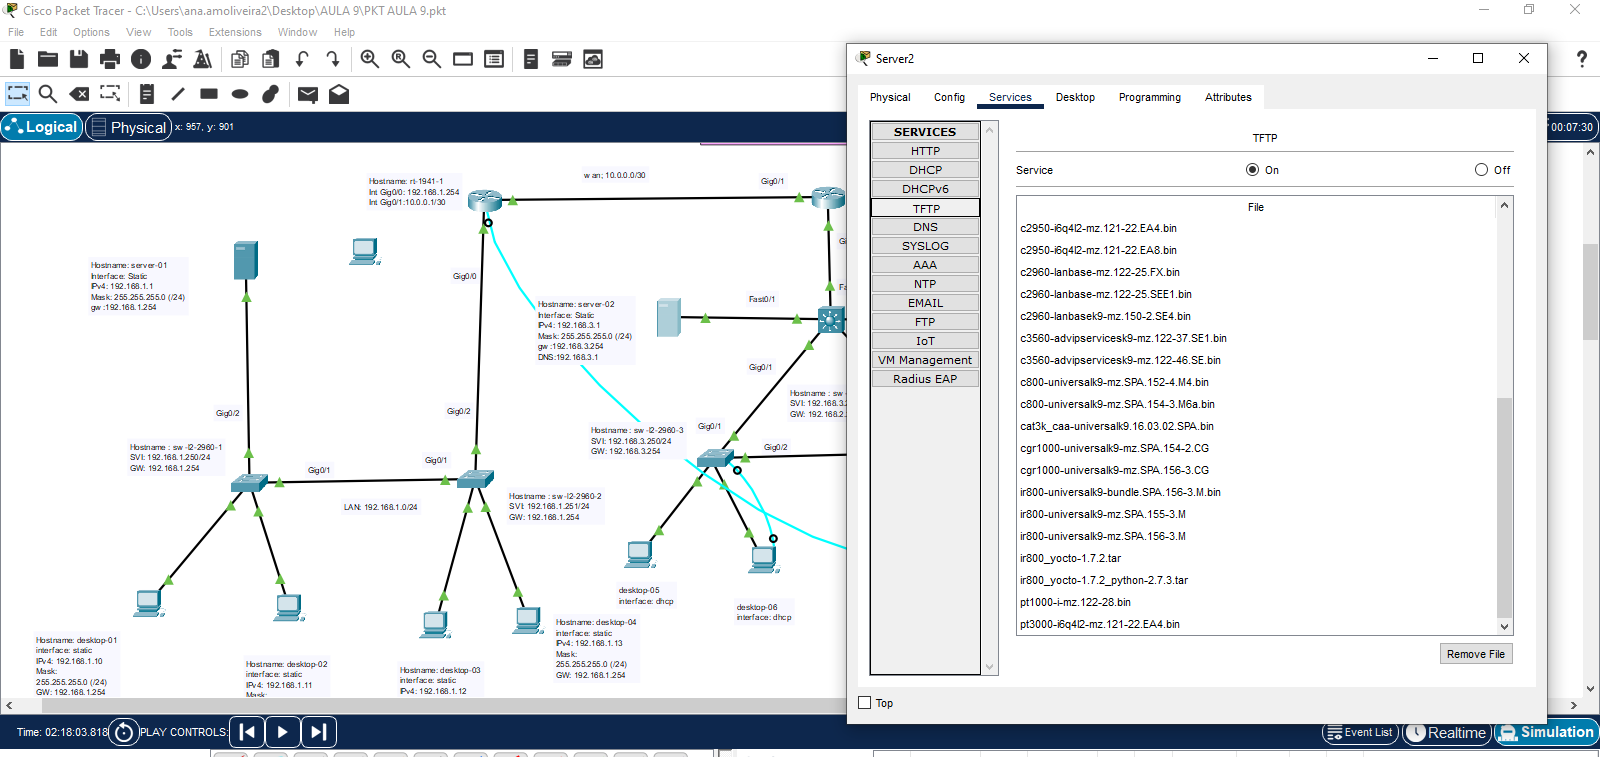 Cisco Packet Tracer - C:\Users\ana.amoliveira2\Desktop\AULA 9\PKT AULA 9.pkt
File Edit Options View Tools Extensions Window Help
Logical Physical x: 957, y: 901
00:07:30
Hostname: rt-1941-1
Int Gig0/0: 192.168.1.254
Int Gig0/1:10.0.0.1/30
wan; 10.0.0.0/30
Gig0/1
Hostname: server-01
Interface: Static
IPv4: 192.168.1.1
Mask: 255.255.255.0 (/24)
gw :192.168.1.254
Gig0/0
Hostname: server-02
Interface: Static
IPv4: 192.168.3.1
Mask: 255.255.255.0 (/24)
gw :192.168.3.254
DNS:192.168.3.1
Fast0/1
Gig0/1
Hostname: sw-
SVI: 192.168.3.
GW: 192.168.2.
Gig0/2
Gig0/2
Hostname : sw-l2-2960-1
SVI: 192.168.1.250/24
GW: 192.168.1.254
Gig0/1
Gig0/1
Hostname : sw-l2-2960-3
SVI: 192.168.3.250/24
GW: 192.168.3.254
Gig0/1
Gig0/2
LAN: 192.168.1.0/24
Hostname : sw-l2-2960-2
SVI: 192.168.1.251/24
GW: 192.168.1.254
desktop-05
interface: dhcp
desktop-06
interface: dhcp
Hostname: desktop-01
interface: static
IPv4: 192.168.1.10
Mask:
255.255.255.0 (/24)
GW: 192.168.1.254
Hostname: desktop-02
interface: static
IPv4: 192.168.1.11
Mask:
Hostname: desktop-03
interface: static
IPv4: 192.168.1.12
Hostname: desktop-04
interface: static
IPv4: 192.168.1.13
Mask:
255.255.255.0 (/24)
GW: 192.168.1.254
Server2
Physical Config Services Desktop Programming Attributes
SERVICES
HTTP
DHCP
DHCPv6
TFTP
DNS
SYSLOG
AAA
NTP
EMAIL
FTP
IoT
VM Management
Radius EAP
TFTP
Service On Off
File
c2950-i6q4l2-mz.121-22.EA4.bin
c2950-i6q4l2-mz.121-22.EA8.bin
c2960-lanbase-mz.122-25.FX.bin
c2960-lanbase-mz.122-25.SEE1.bin
c2960-lanbasek9-mz.150-2.SE4.bin
c3560-advipservicesk9-mz.122-37.SE1.bin
c3560-advipservicesk9-mz.122-46.SE.bin
c800-universalk9-mz.SPA.152-4.M4.bin
c800-universalk9-mz.SPA.154-3.M6a.bin
cat3k_caa-universalk9.16.03.02.SPA.bin
cgr1000-universalk9-mz.SPA.154-2.CG
cgr1000-universalk9-mz.SPA.156-3.CG
ir800-universalk9-bundle.SPA.156-3.M.bin
ir800-universalk9-mz.SPA.155-3.M
ir800-universalk9-mz.SPA.156-3.M
ir800_yocto-1.7.2.tar
ir800_yocto-1.7.2_python-2.7.3.tar
pt1000-i-mz.122-28.bin
pt3000-i6q4l2-mz.121-22.EA4.bin
Remove File
Top
Time: 02:18:03.818 PLAY CONTROLS: Event List Realtime Simulation